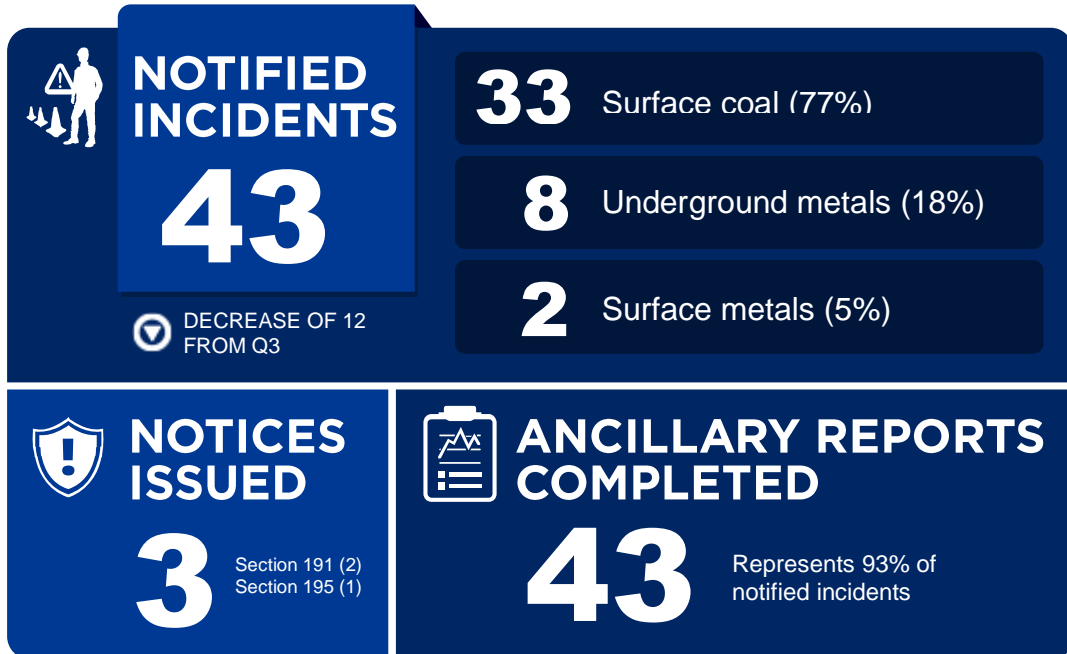 NOTIFIED
INCIDENTS
43
DECREASE OF 12
FROM Q3
33
Surface coal (77%)
8
Underground metals (18%)
2
Surface metals (5%)
NOTICES
ISSUED
3
Section 191 (2)
Section 195 (1)
ANCILLARY REPORTS
COMPLETED
43
Represents 93% of
notified incidents